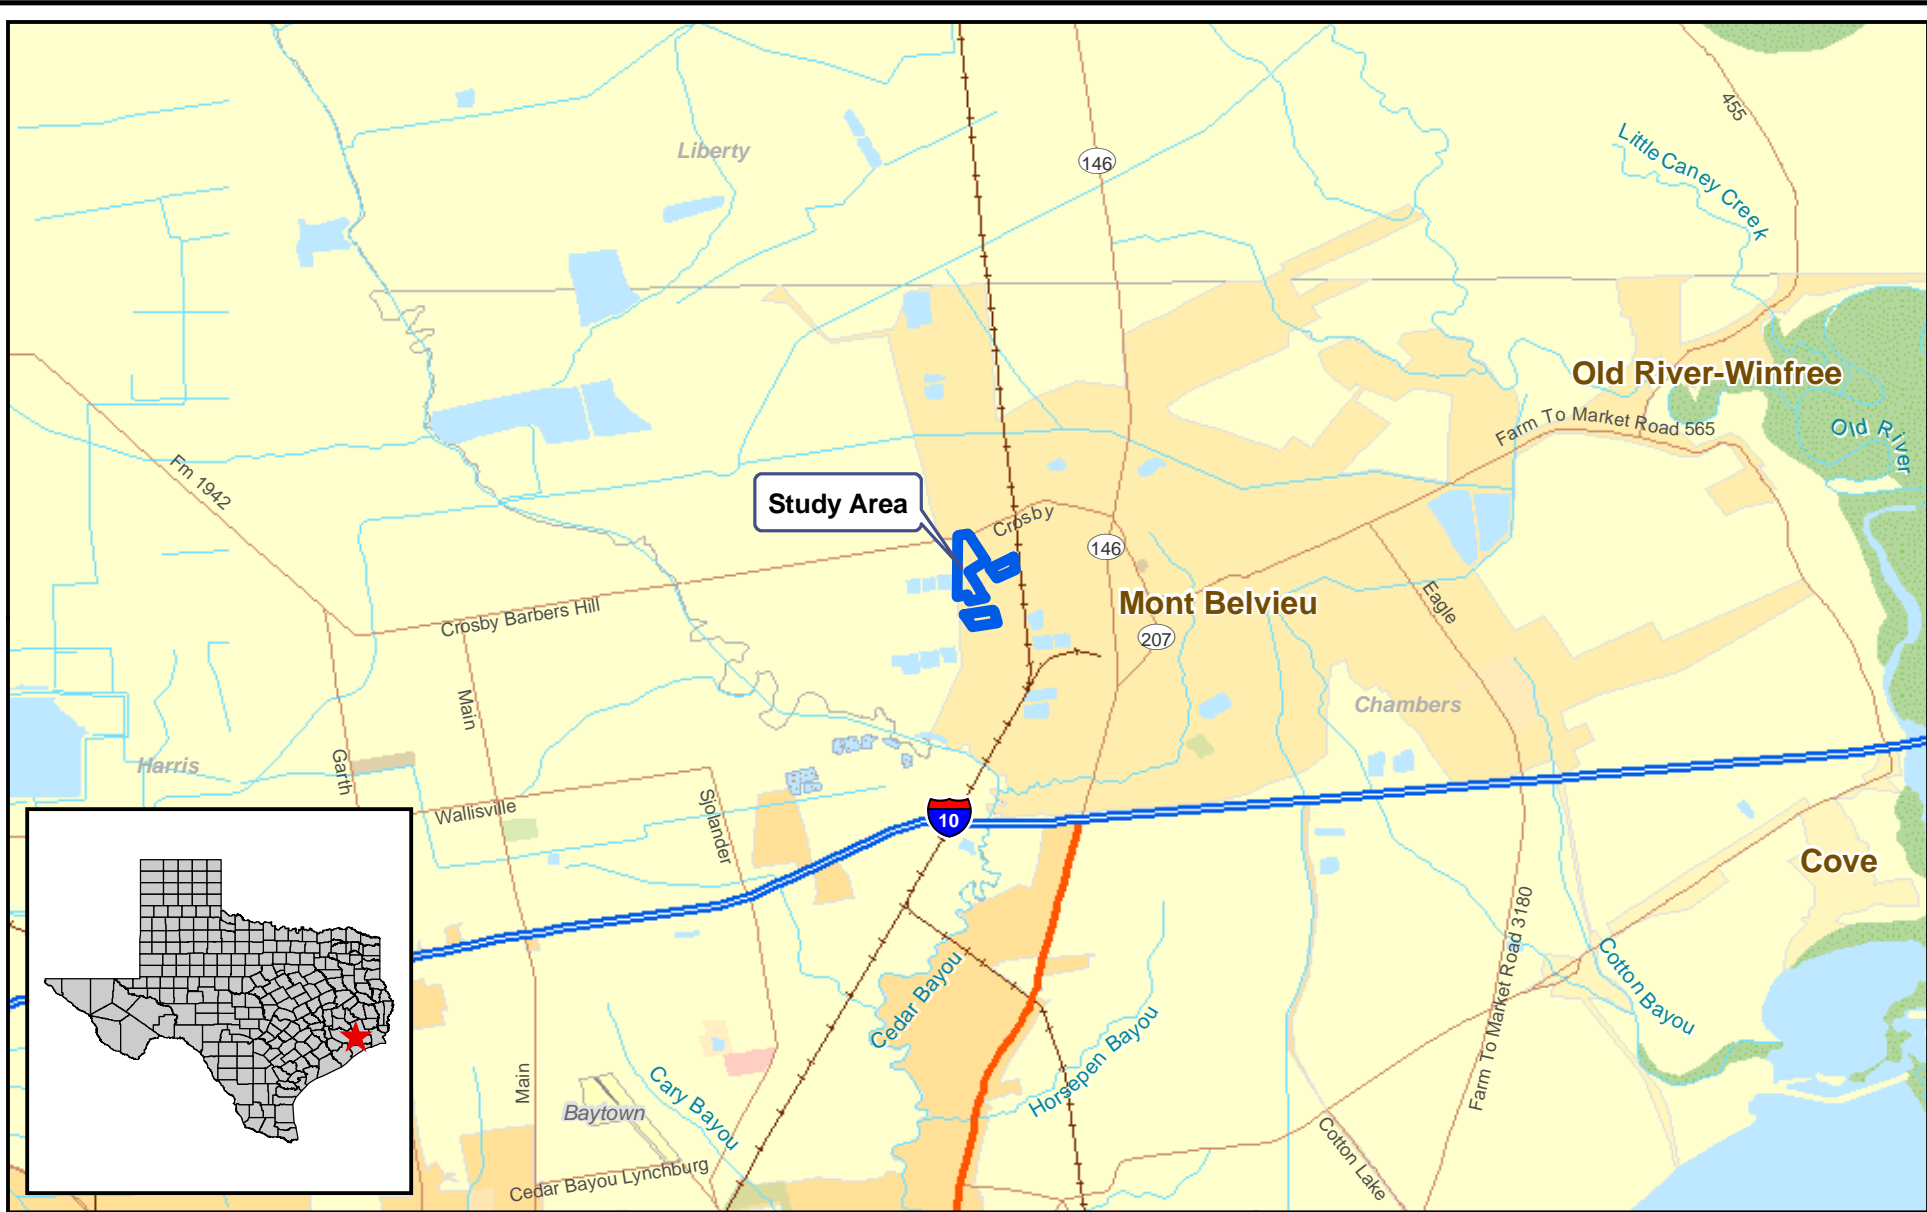 455
Little Caney Creek
Liberty
146
Old River-Winfree
Farm To Market Road 565
Old River
Fm 1942
Study Area
Crosby
146
Mont Belvieu
Eagle
Crosby Barbers Hill
207
Main
Chambers
Harris
Garth
Wallisville
Sjolander
10
Cove
Farm To Market Road 3180
Cotton Bayou
Cedar Bayou
Horsepen Bayou
Main
Baytown
Cary Bayou
Cotton Lake
Cedar Bayou Lynchburg